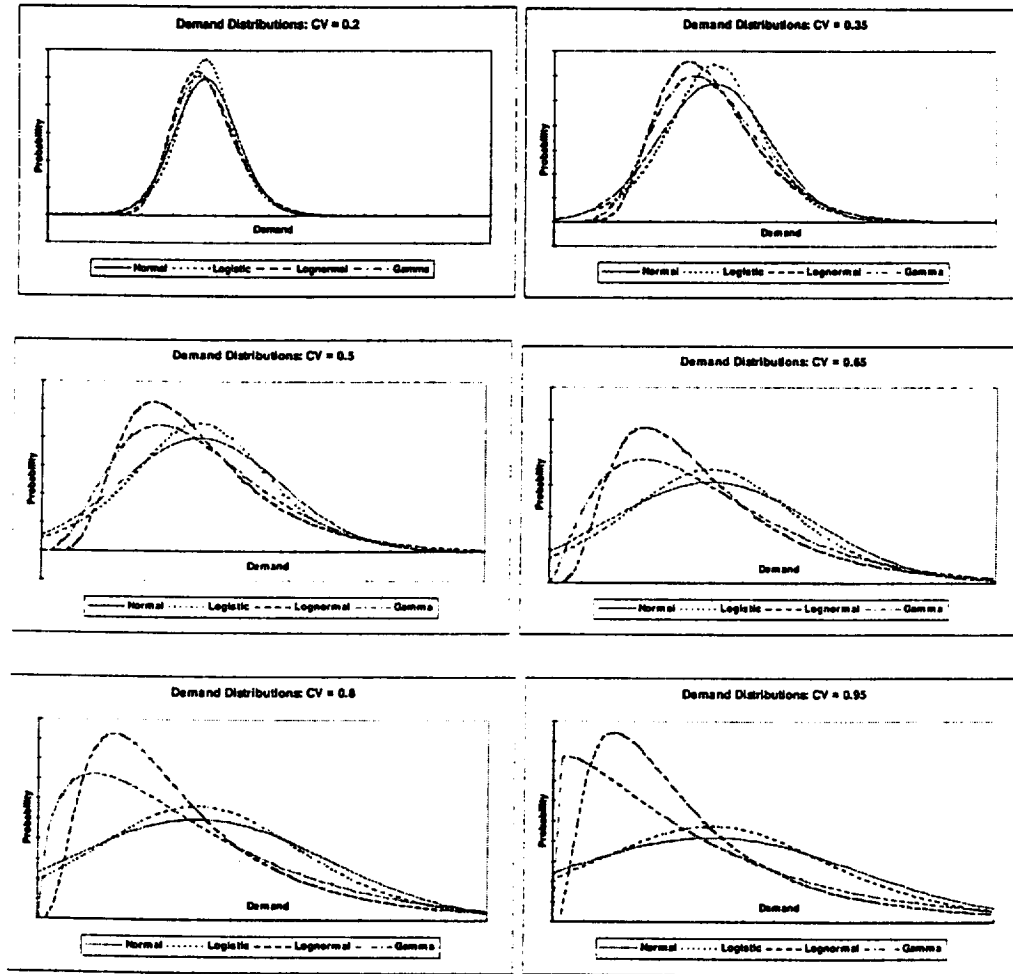 Demand Distributions: CV = 0.2
Probability
Demand
Normal Logistic Lognormal Gamma
Demand Distributions: CV = 0.35
Probability
Demand
Normal Logistic Lognormal Gamma
Demand Distributions: CV = 0.5
Probability
Demand
Normal Logistic Lognormal Gamma
Demand Distributions: CV = 0.65
Probability
Demand
Normal Logistic Lognormal Gamma
Demand Distributions: CV = 0.8
Probability
Demand
Normal Logistic Lognormal Gamma
Demand Distributions: CV = 0.95
Probability
Demand
Normal Logistic Lognormal Gamma